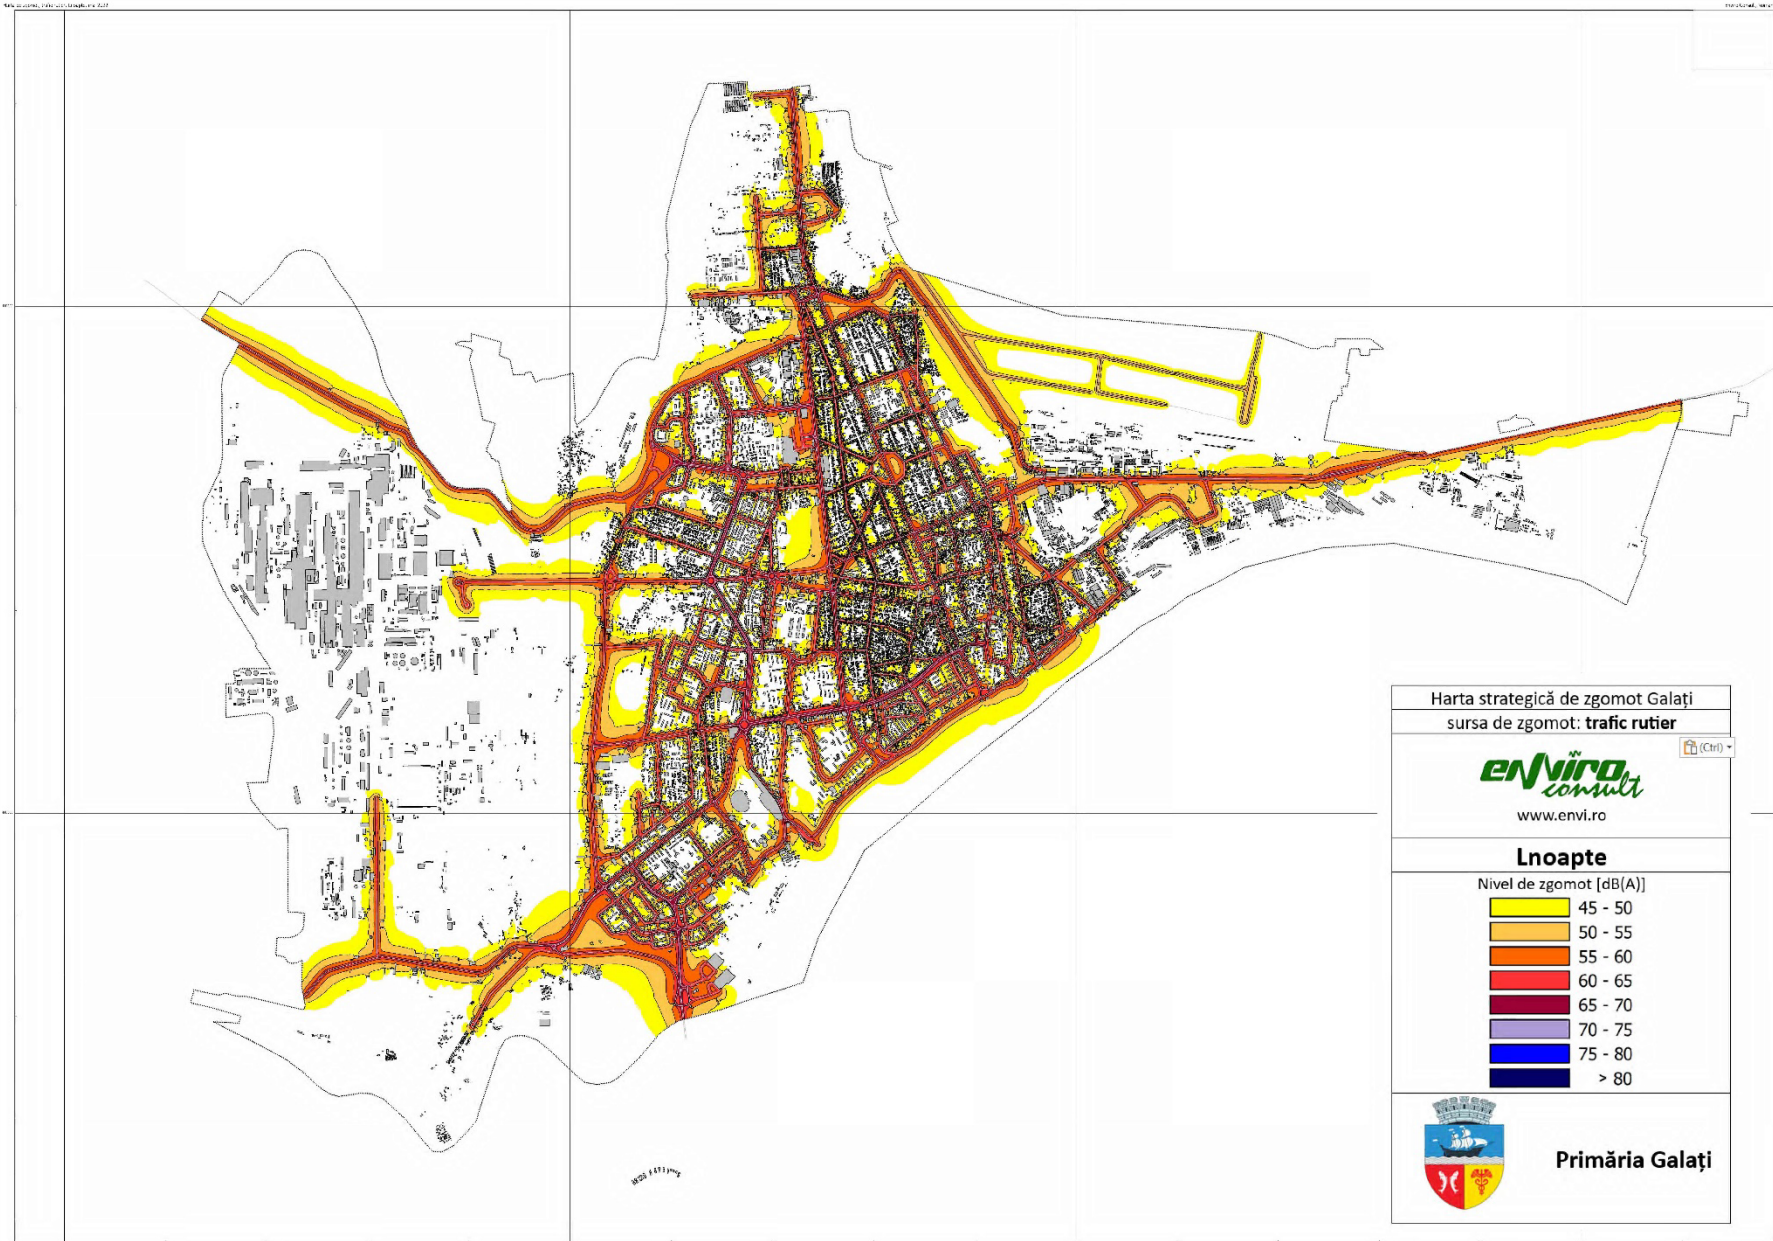 Harta strategică de zgomot Galați
sursa de zgomot: trafic rutier
(Ctrl)
enviro
consult
www.envi.ro
Lnoapte
Nivel de zgomot [dB(A)]
45 - 50
50 - 55
55 - 60
60 - 65
65 - 70
70 - 75
75 - 80
> 80
Primăria Galați